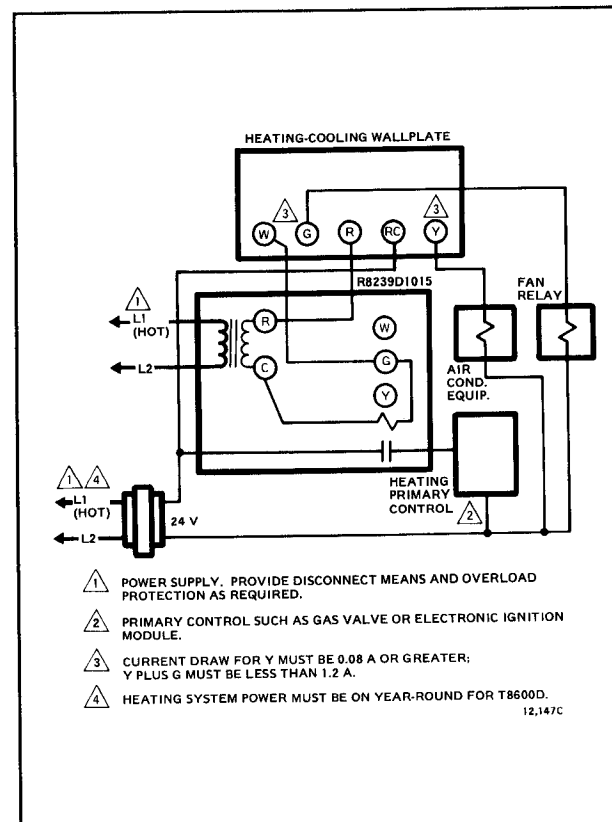 HEATING-COOLING WALLPLATE
3
3
W
G
R
RC
Y
R8239D1015
FAN
RELAY
1
L1
(HOT)
R
W
L2
C
G
Y
AIR
COND.
EQUIP.
1 4
L1
(HOT)
24 V
L2
HEATING
PRIMARY
CONTROL
2
1 POWER SUPPLY. PROVIDE DISCONNECT MEANS AND OVERLOAD
PROTECTION AS REQUIRED.
2 PRIMARY CONTROL SUCH AS GAS VALVE OR ELECTRONIC IGNITION
MODULE.
3 CURRENT DRAW FOR Y MUST BE 0.08 A OR GREATER;
Y PLUS G MUST BE LESS THAN 1.2 A.
4 HEATING SYSTEM POWER MUST BE ON YEAR-ROUND FOR T8600D.
12,147C